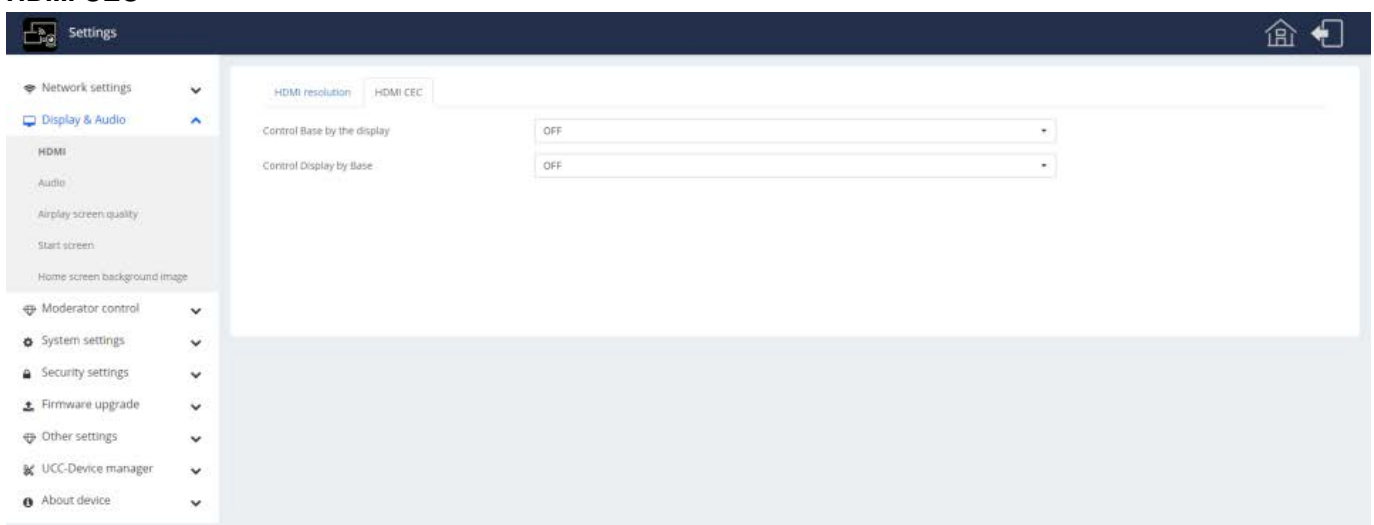 HDMI CEC
Settings
Network settings
Display & Audio
HDMI
Audio
Airplay screen quality
Start screen
Home screen background image
Moderator control
System settings
Security settings
Firmware upgrade
Other settings
UCC-Device manager
About device
HDMI resolution HDMI CEC
Control Base by the display OFF
Control Display by Base OFF